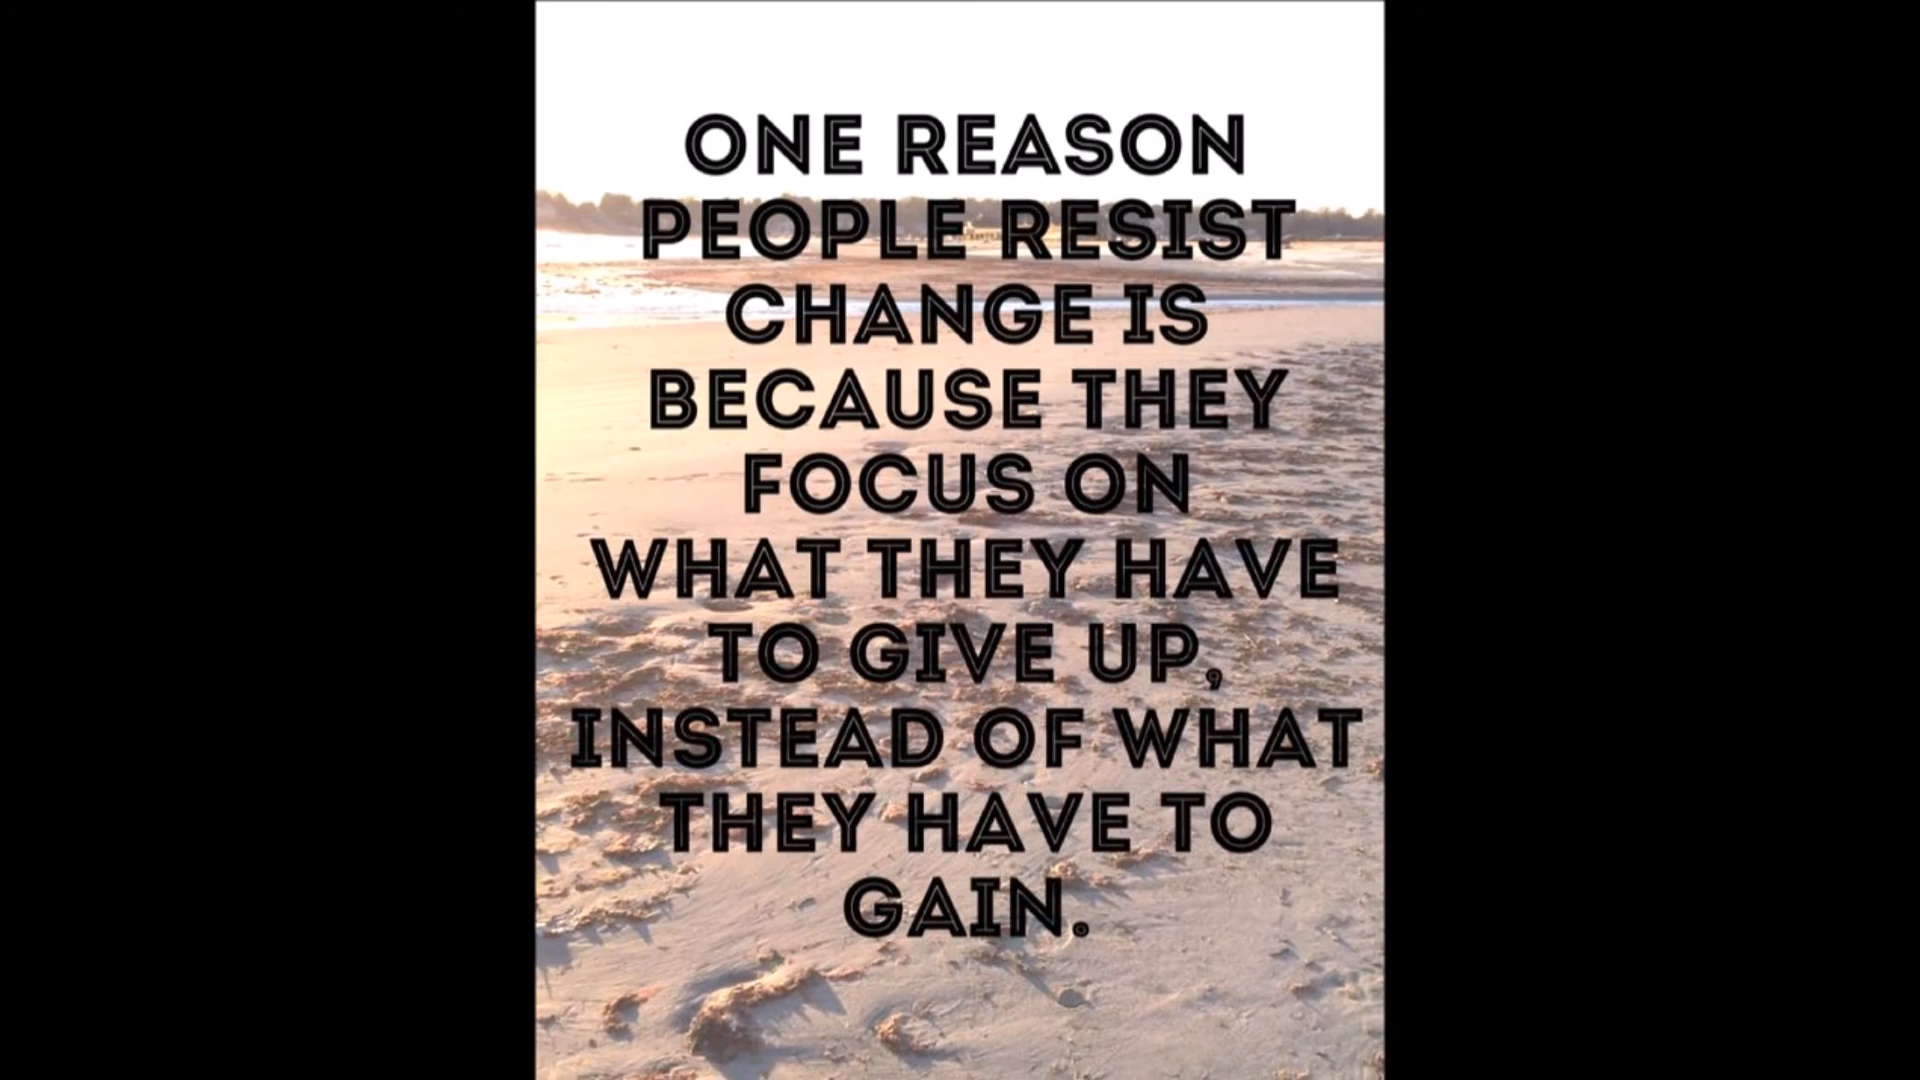 ONE REASON
PEOPLE RESIST
CHANGE IS
BECAUSE THEY
FOCUS ON
WHAT THEY HAVE
TO GIVE UP,
INSTEAD OF WHAT
THEY HAVE TO
GAIN.